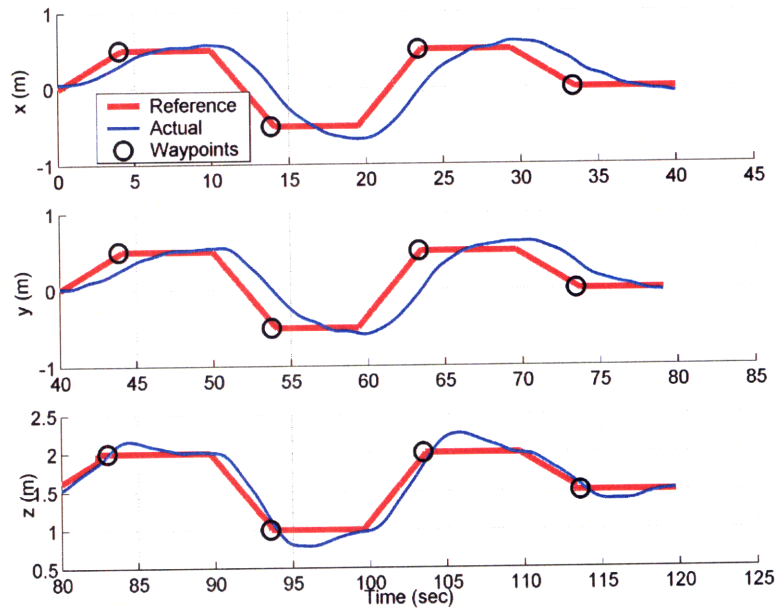 1
x (m)
0
-1
Reference
Actual
Waypoints
0 5 10 15 20 25 30 35 40 45
1
y (m)
0
-1
40 45 50 55 60 65 70 75 80 85
2.5
2
z (m)
1.5
1
0.5
80 85 90 95 100 105 110 115 120 125
Time (sec)